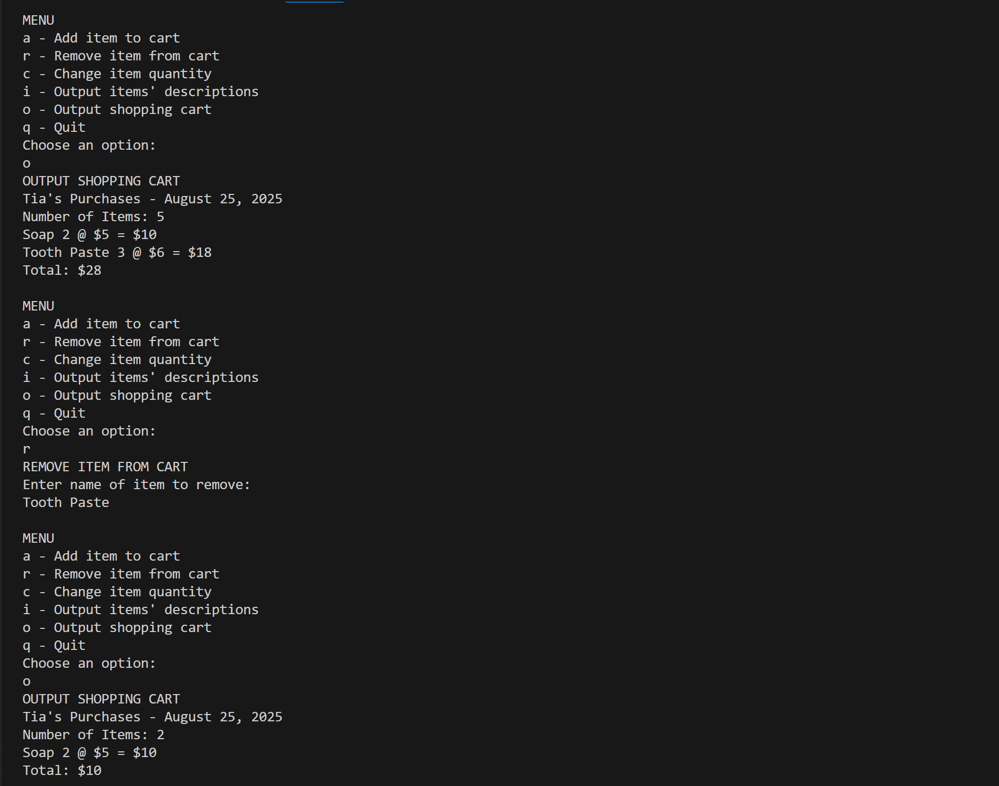 MENU
a - Add item to cart
r - Remove item from cart
c - Change item quantity
i - Output items' descriptions
o - Output shopping cart
q - Quit
Choose an option:
o
OUTPUT SHOPPING CART
Tia's Purchases - August 25, 2025
Number of Items: 5
Soap 2 @ $5 = $10
Tooth Paste 3 @ $6 = $18
Total: $28

MENU
a - Add item to cart
r - Remove item from cart
c - Change item quantity
i - Output items' descriptions
o - Output shopping cart
q - Quit
Choose an option:
r
REMOVE ITEM FROM CART
Enter name of item to remove:
Tooth Paste

MENU
a - Add item to cart
r - Remove item from cart
c - Change item quantity
i - Output items' descriptions
o - Output shopping cart
q - Quit
Choose an option:
o
OUTPUT SHOPPING CART
Tia's Purchases - August 25, 2025
Number of Items: 2
Soap 2 @ $5 = $10
Total: $10